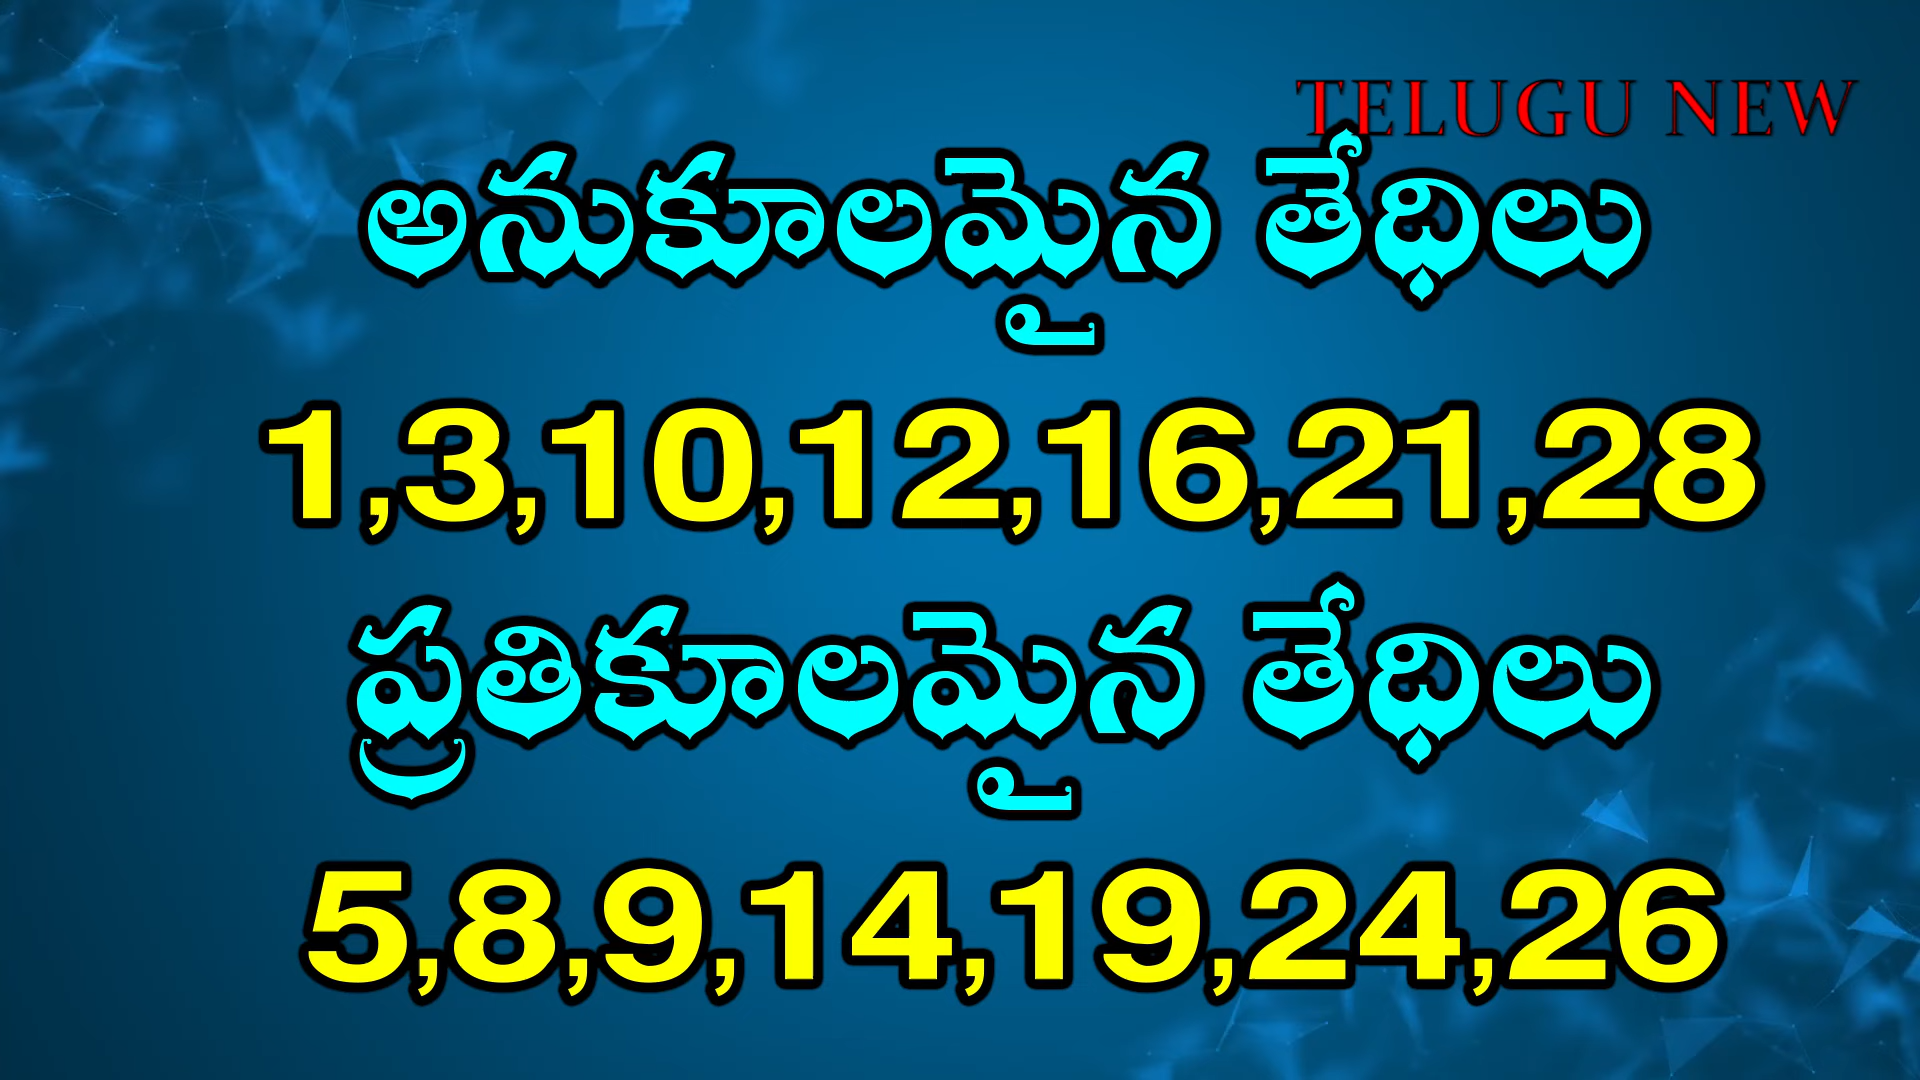 TELUGU NEW
అనుకూలమైన తేధిలు
1,3,10,12,16,21,28
ప్రతికూలమైన తేధిలు
5,8,9,14,19,24,26